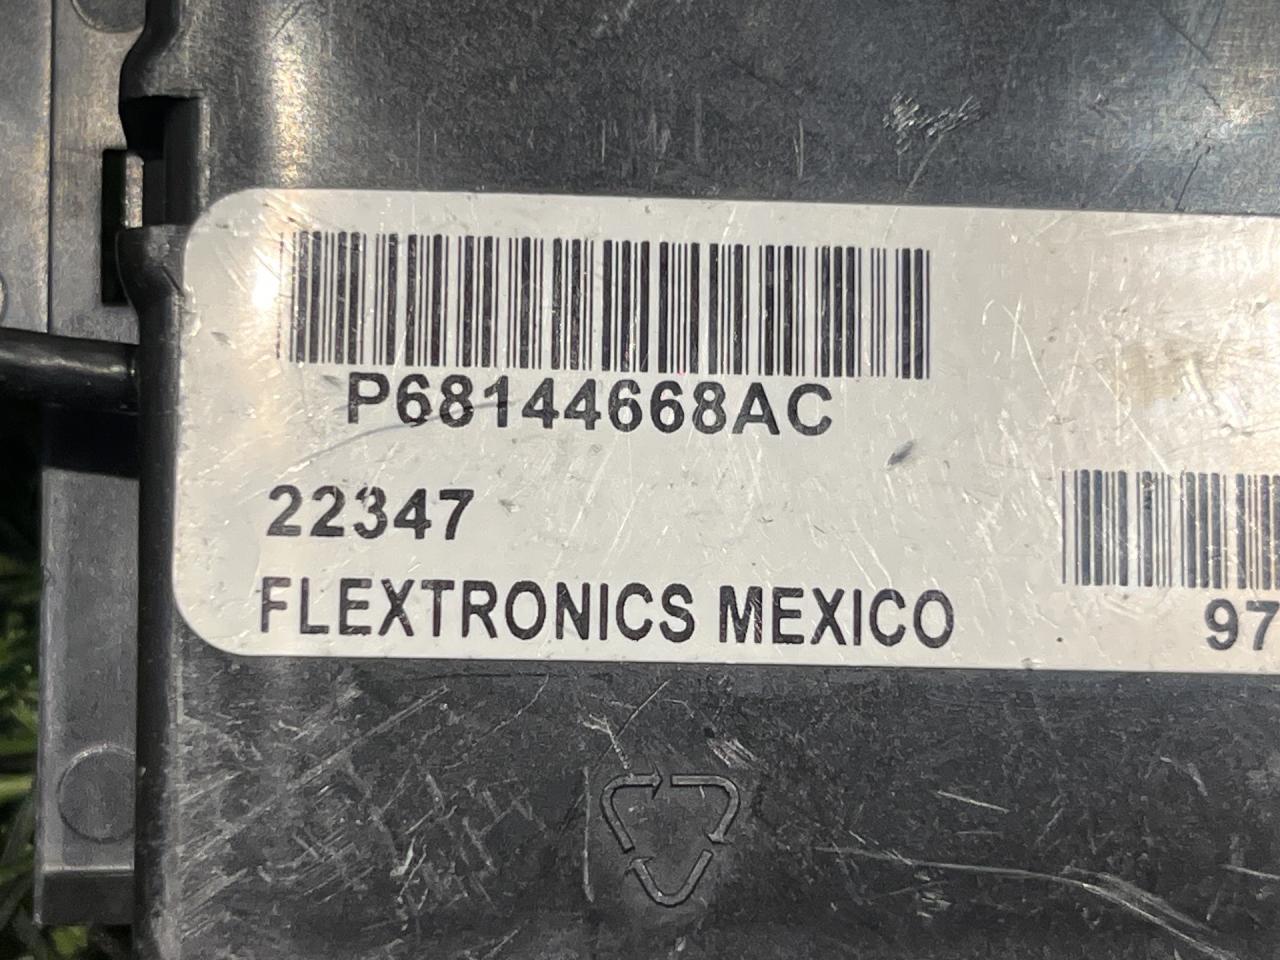 P68144668AC
22347
FLEXTRONICS MEXICO
97